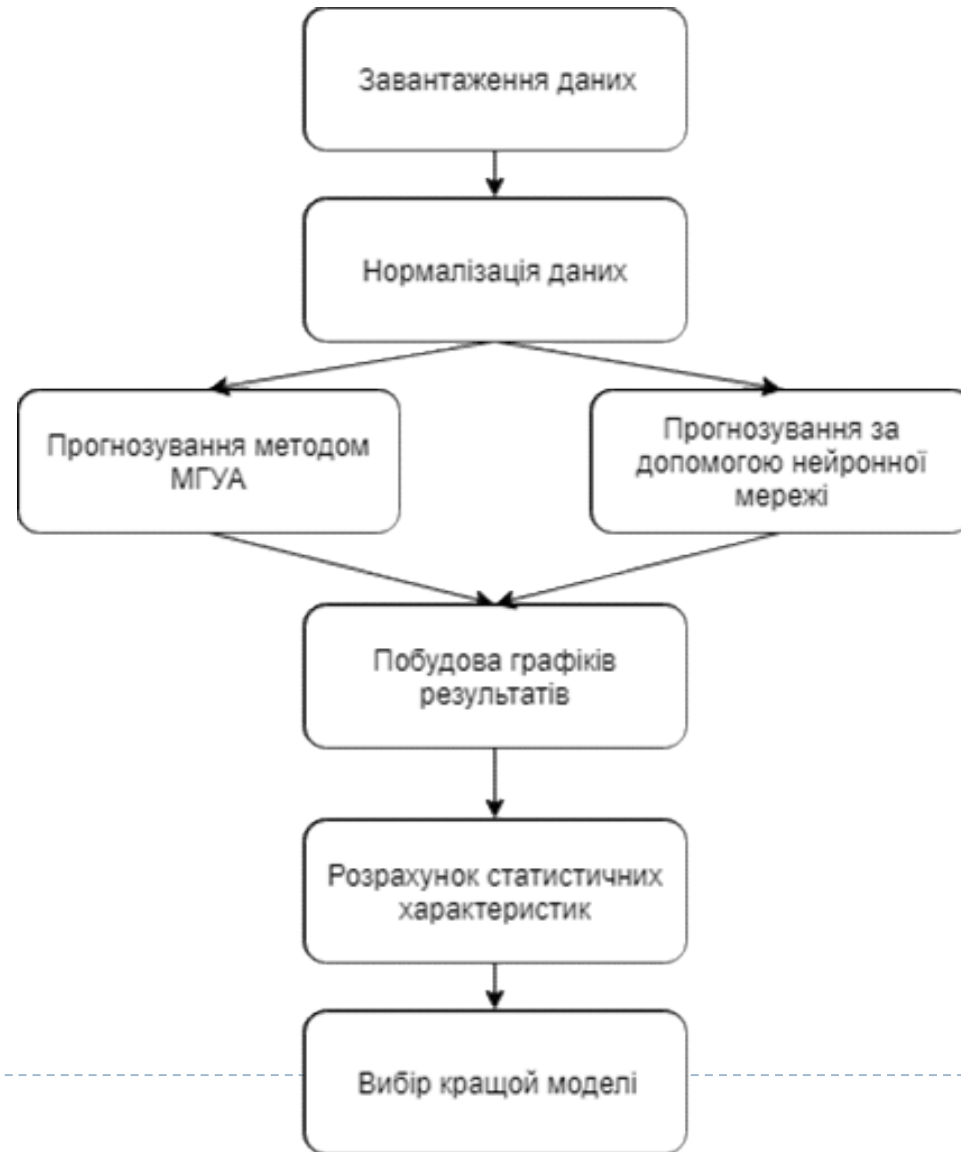 Завантаження даних
Нормалізація даних
Прогнозування методом
МГУА
Прогнозування за
допомогою нейронної
мережі
Побудова графіків
результатів
Розрахунок статистичних
характеристик
Вибір кращой моделі